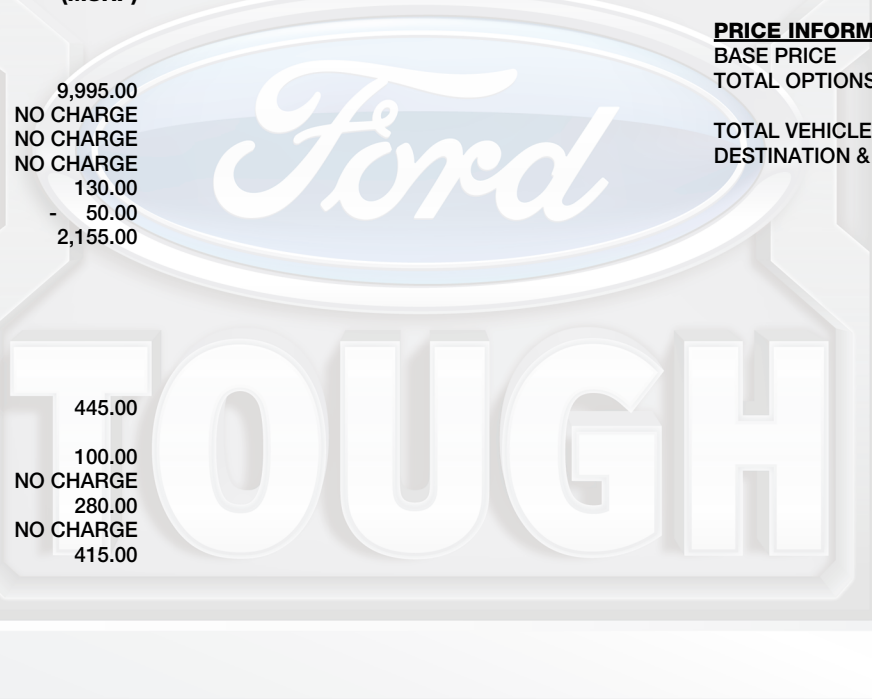 PRICE INFORM
BASE PRICE
TOTAL OPTIONS
TOTAL VEHICLE
DESTINATION &
9,995.00
NO CHARGE
NO CHARGE
NO CHARGE
130.00
- 50.00
2,155.00
445.00
100.00
NO CHARGE
280.00
NO CHARGE
415.00
Ford
TOUGH